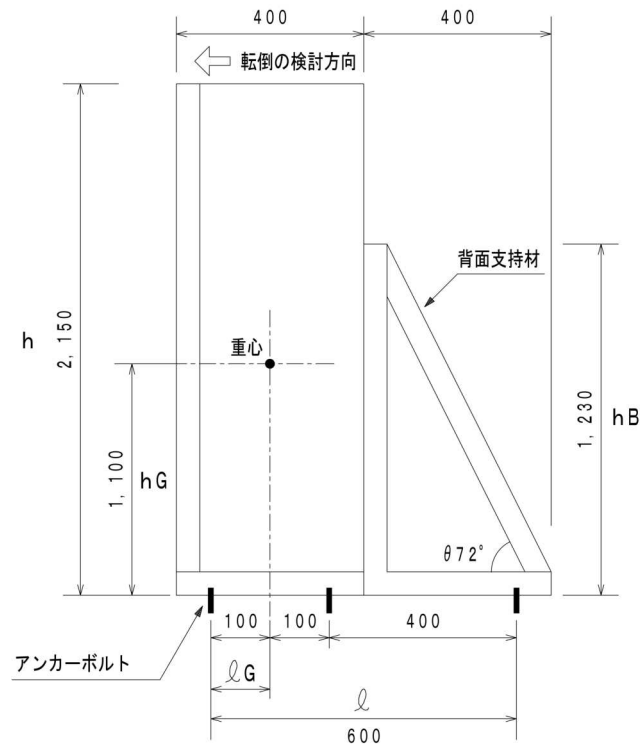 400
400
転倒の検討方向
背面支持材
h
2,150
重心
1,100
hG
1,230
hB
θ72°
100
100
400
アンカーボルト
ℓG
ℓ
600